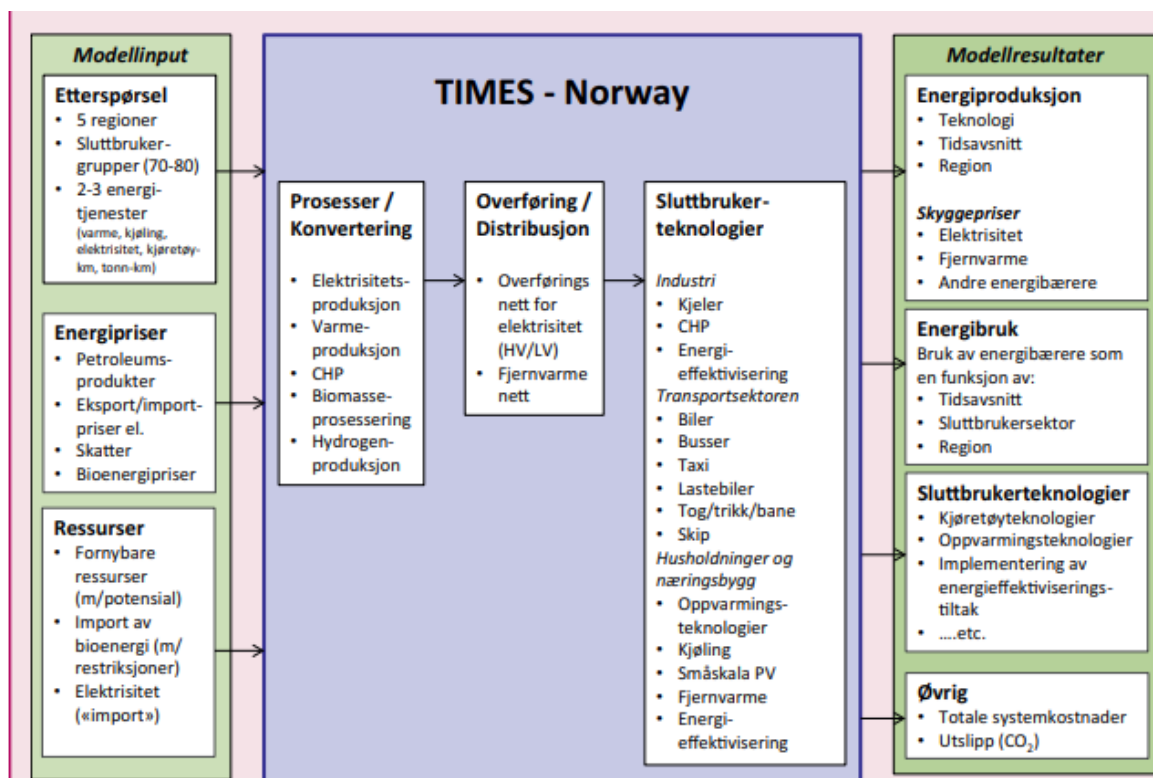 Modellinput
Etterspørsel
• 5 regioner
• Sluttbruker-
grupper (70-80)
• 2-3 energi-
tjenester
(varme, kjøling,
elektrisitet, kjøretøy-
km, tonn-km)
Energipriser
• Petroleums-
produkter
• Eksport/import-
priser el.
• Skatter
• Bioenergipriser
Ressurser
• Fornybare
ressurser
(m/potensial)
• Import av
bioenergi (m/
restriksjoner)
• Elektrisitet
(«import»)
TIMES - Norway
Prosesser /
Konvertering
• Elektrisitets-
produksjon
• Varme-
produksjon
• CHP
• Biomasse-
prosessering
• Hydrogen-
produksjon
Overføring /
Distribusjon
• Overførings
nett for
elektrisitet
(HV/LV)
• Fjernvarme
nett
Sluttbruker-
teknologier
Industri
• Kjeler
• CHP
• Energi-
effektivisering
Transportsektoren
• Biler
• Busser
• Taxi
• Lastebiler
• Tog/trikk/bane
• Skip
Husholdninger og
næringsbygg
• Oppvarmings-
teknologier
• Kjøling
• Småskala PV
• Fjernvarme
• Energi-
effektivisering
Modellresultater
Energiproduksjon
• Teknologi
• Tidsavsnitt
• Region
Skyggepriser
• Elektrisitet
• Fjernvarme
• Andre energibærere
Energibruk
Bruk av energibærere som
en funksjon av:
• Tidsavsnitt
• Sluttbrukersektor
• Region
Sluttbrukerteknologier
• Kjøretøyteknologier
• Oppvarmingsteknologier
• Implementering av
energieffektiviserings-
tiltak
• ….etc.
Øvrig
• Totale systemkostnader
• Utslipp (CO₂)